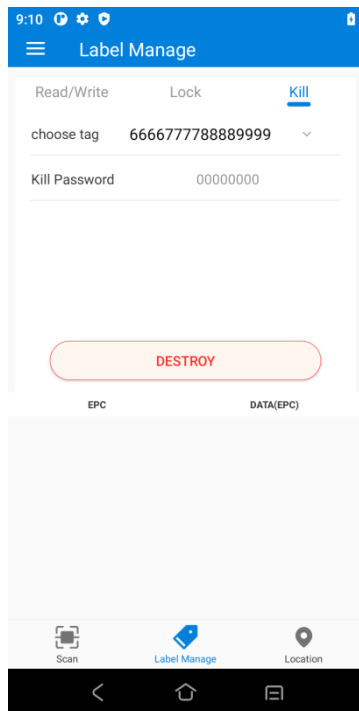 9:10
Label Manage
Read/Write Lock Kill
choose tag 6666777788889999
Kill Password 00000000
DESTROY
EPC DATA(EPC)
Scan Label Manage Location